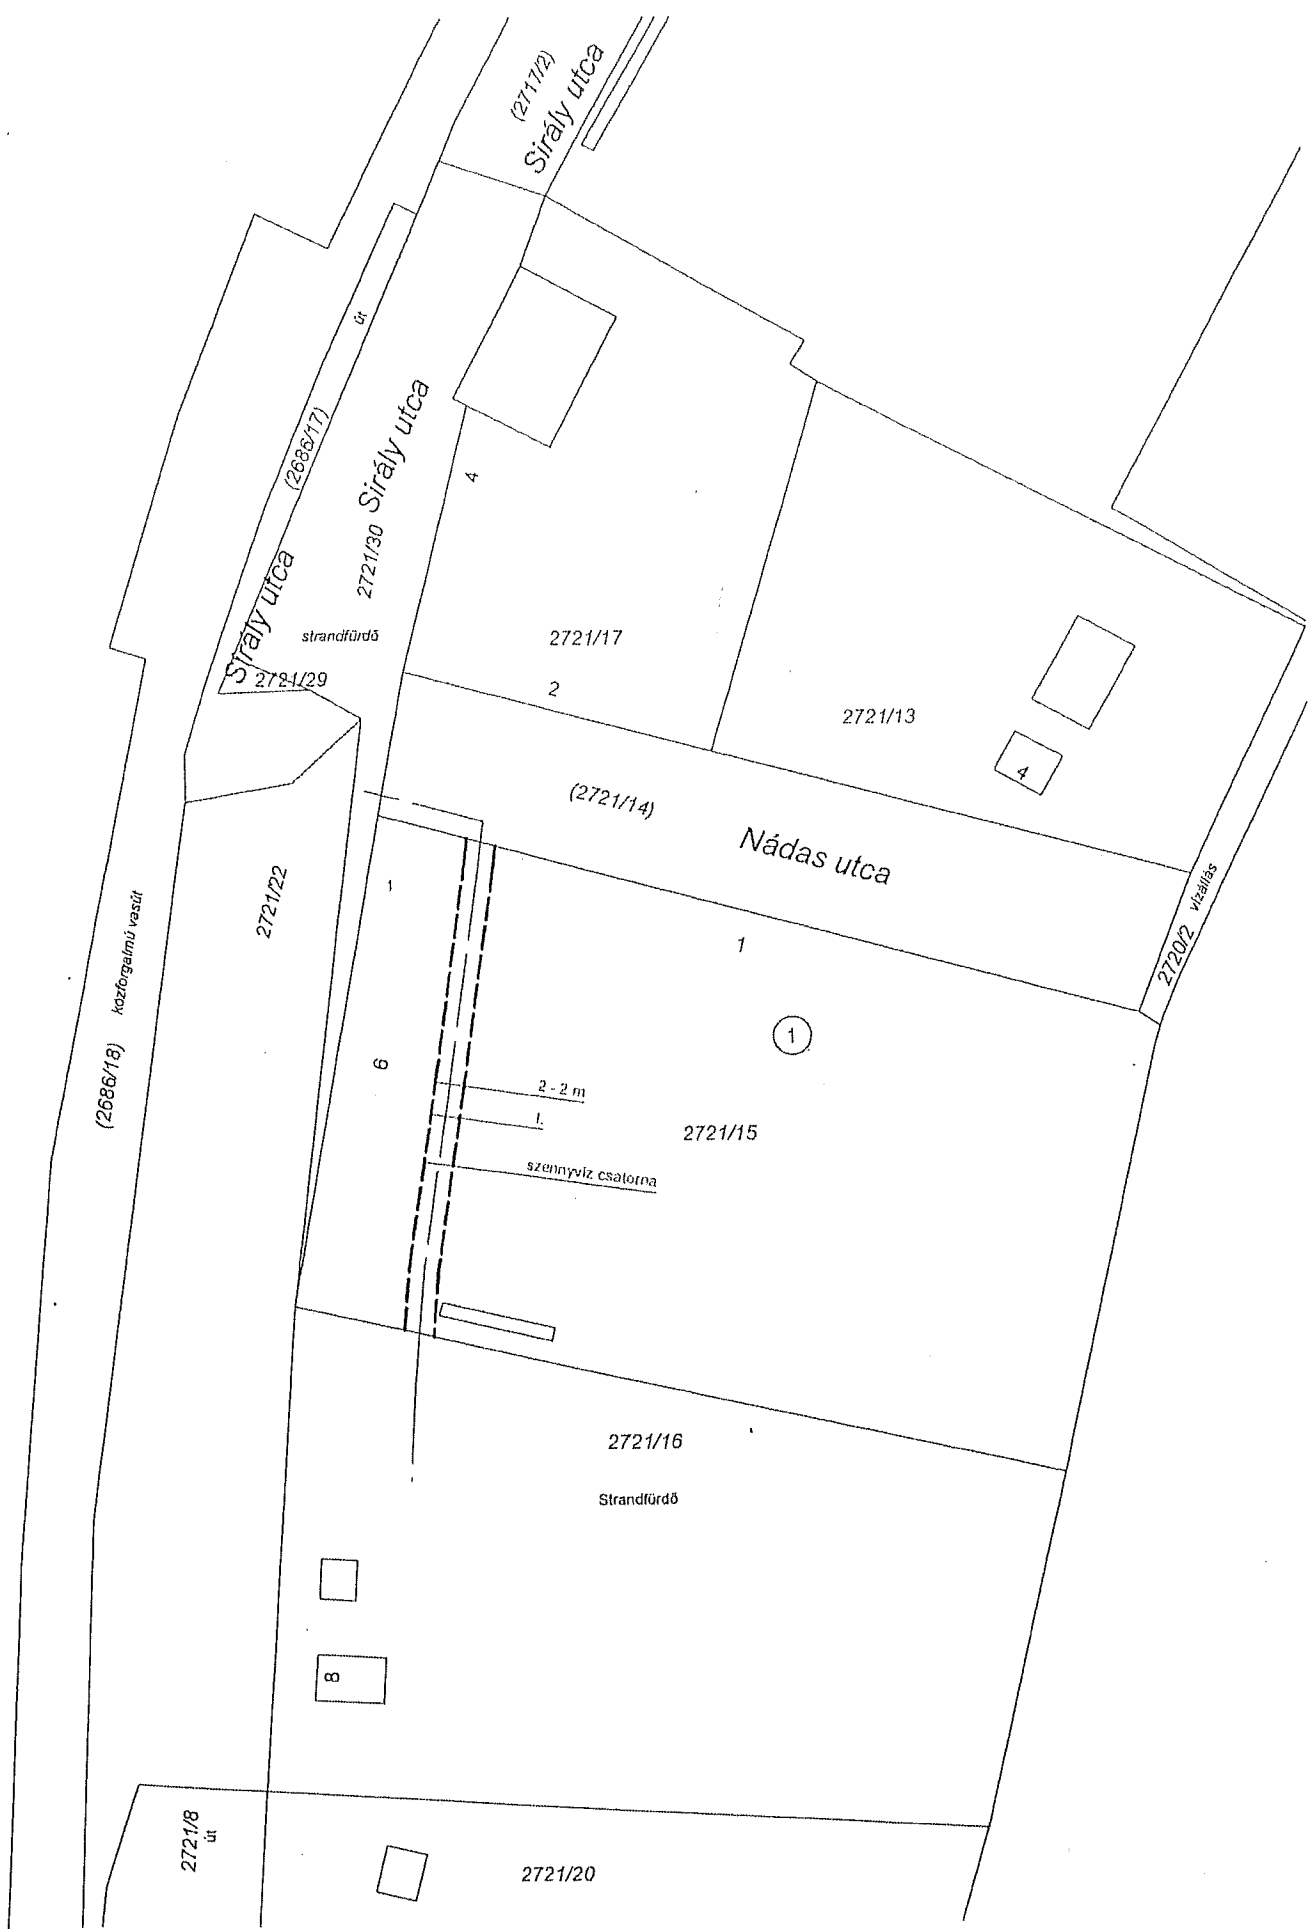 (2717/2)
Sirály utca
út
(2686/17)
Sirály utca
2721/30
4
Sirály utca
strandfürdő
2721/29
2721/17
2
2721/13
4
(2721/14)
Nádas utca
2721/22
1
közforgalmú vasút
(2686/18)
1
vízállás
2720/2
1
6
2 - 2 m
I.
2721/15
szennyvíz csatorna
2721/16
Strandfürdő
8
2721/8
út
2721/20